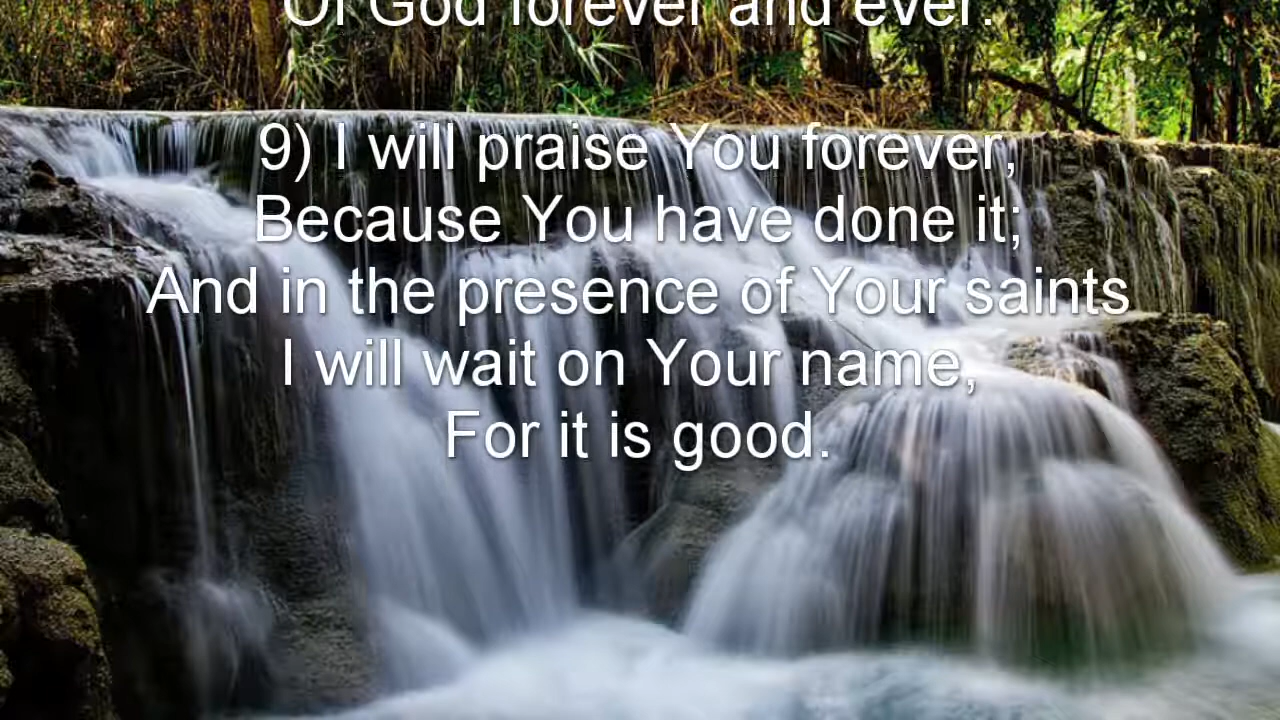 Of God forever and ever.
9) I will praise You forever,
Because You have done it;
And in the presence of Your saints
I will wait on Your name,
For it is good.